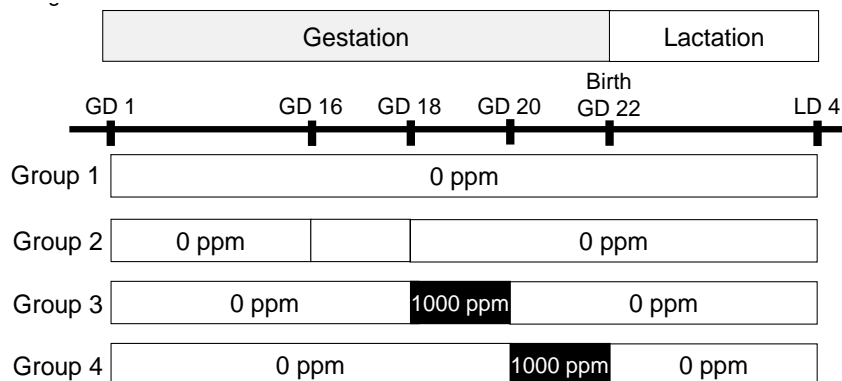 Gestation Lactation
Birth
GD 1 GD 16 GD 18 GD 20 GD 22 LD 4
Group 1 0 ppm
Group 2 0 ppm 0 ppm
Group 3 0 ppm 1000 ppm 0 ppm
Group 4 0 ppm 1000 ppm 0 ppm